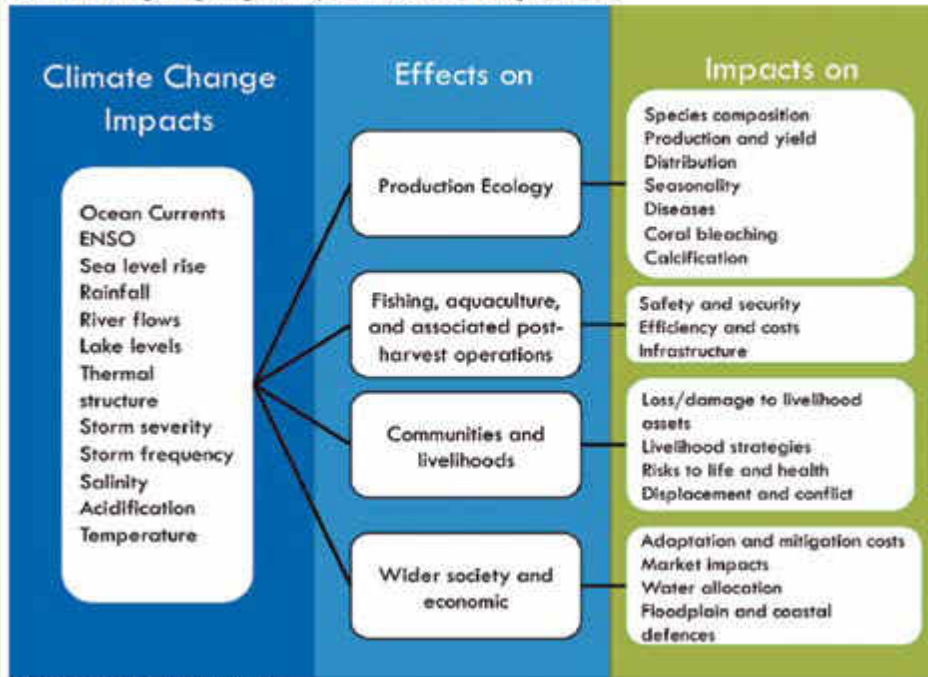 Climate Change
Impacts
Ocean Currents
ENSO
Sea level rise
Rainfall
River flows
Lake levels
Thermal
structure
Storm severity
Storm frequency
Salinity
Acidification
Temperature
Effects on
Production Ecology
Fishing, aquaculture,
and associated post-
harvest operations
Communities and
livelihoods
Wider society and
economic
Impacts on
Species composition
Production and yield
Distribution
Seasonality
Diseases
Coral bleaching
Calcification
Safety and security
Efficiency and costs
Infrastructure
Loss/damage to livelihood
assets
Livelihood strategies
Risks to life and health
Displacement and conflict
Adaptation and mitigation costs
Market impacts
Water allocation
Floodplain and coastal
defences